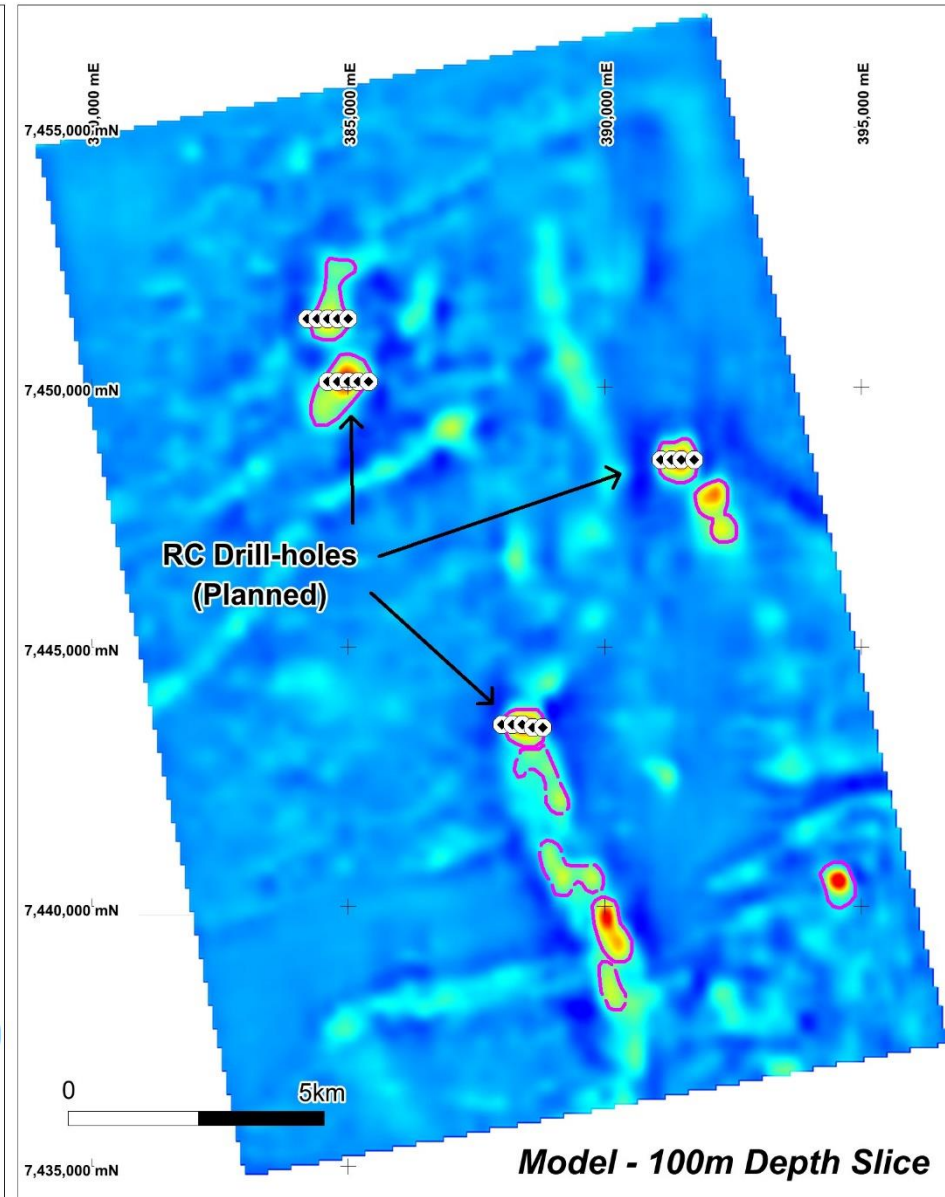 mE
385,000 mE
390,000 mE
395,000 mE
7,455,000 mN
7,450,000 mN
RC Drill-holes
(Planned)
7,445,000 mN
7,440,000 mN
0
5km
Model - 100m Depth Slice
7,435,000 mN